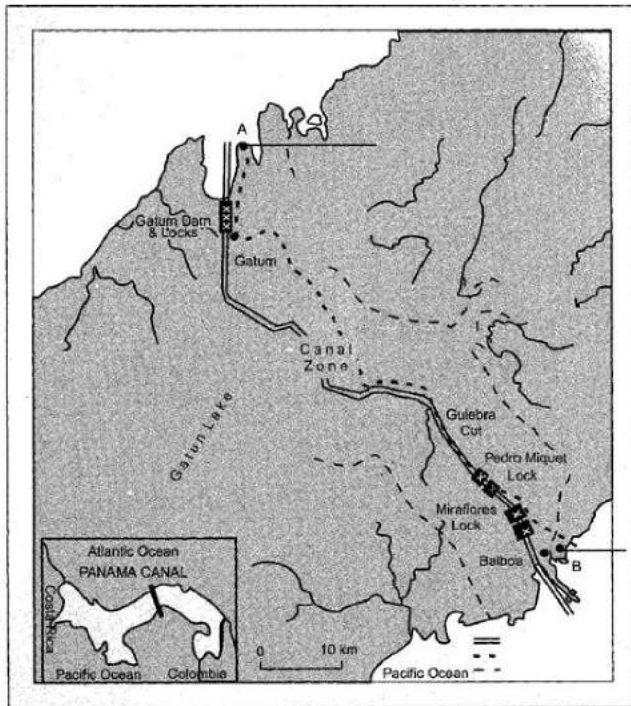 A
Gatum Dam
& Locks
Gatum
Canal
Zone
Gatun Lake
Gulebra
Cut
Pedro Miquet
Lock
Miraflores
Lock
Balboa
B
Atlantic Ocean
PANAMA CANAL
Costa Rica
Pacific Ocean
Colombia
0 10 km
Pacific Ocean